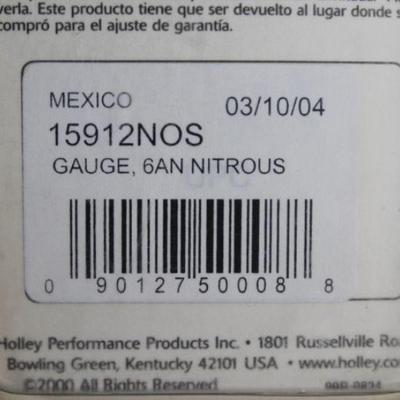 verla. Este producto tiene que ser devuelto al lugar donde s
compró para el ajuste de garantía.
MEXICO 03/10/04
15912NOS
GAUGE, 6AN NITROUS
0 90127 50008 8
Holley Performance Products Inc. • 1801 Russellville Ro
Bowling Green, Kentucky 42101 USA • www.holley.co
©2000 All Rights Reserved